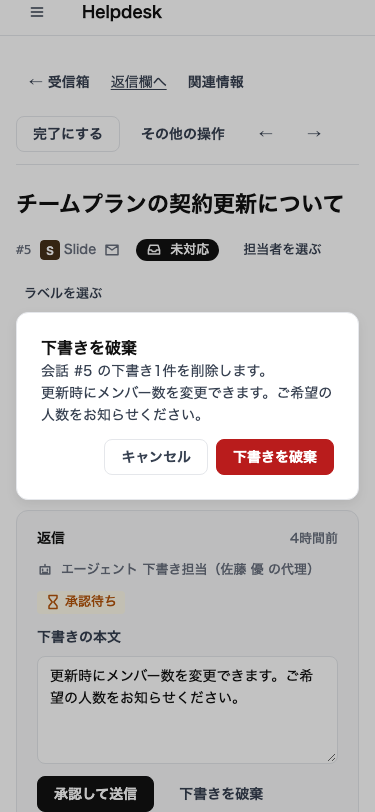 Helpdesk
← 受信箱 返信欄へ 関連情報
完了にする その他の操作 ← →
チームプランの契約更新について
#5 S Slide 未対応 担当者を選ぶ
ラベルを選ぶ
下書きを破棄
会話 #5 の下書き1件を削除します。
更新時にメンバー数を変更できます。ご希望の
人数をお知らせください。
キャンセル 下書きを破棄
返信 4時間前
エージェント 下書き担当（佐藤 優 の代理）
承認待ち
下書きの本文
更新時にメンバー数を変更できます。ご希
望の人数をお知らせください。
承認して送信 下書きを破棄